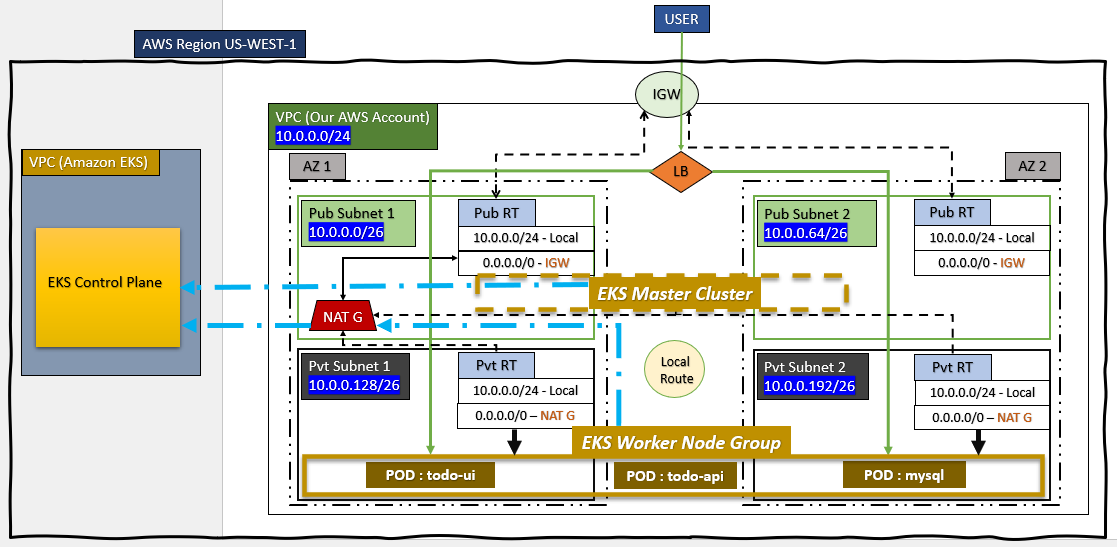 USER
AWS Region US-WEST-1
IGW
VPC (Our AWS Account)
10.0.0.0/24
VPC (Amazon EKS)
EKS Control Plane
AZ 1
LB
AZ 2
Pub Subnet 1
10.0.0.0/26
Pub RT
10.0.0.0/24 - Local
0.0.0.0/0 - IGW
Pub Subnet 2
10.0.0.64/26
Pub RT
10.0.0.0/24 - Local
0.0.0.0/0 - IGW
EKS Master Cluster
NAT G
Pvt Subnet 1
10.0.0.128/26
Pvt RT
10.0.0.0/24 - Local
0.0.0.0/0 – NAT G
Local
Route
Pvt Subnet 2
10.0.0.192/26
Pvt RT
10.0.0.0/24 - Local
0.0.0.0/0 – NAT G
EKS Worker Node Group
POD : todo-ui
POD : todo-api
POD : mysql